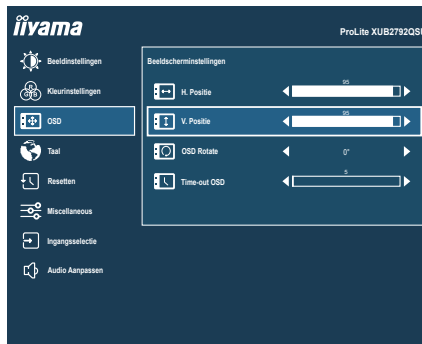 iiyama
ProLite XUB2792QSU
Beeldinstellingen
Kleurinstellingen
R
G B
OSD
Taal
Resetten
Miscellaneous
Ingangsselectie
Audio Aanpassen
Beeldscherminstellingen
H. Positie
95
V. Positie
95
OSD Rotate
0°
Time-out OSD
5